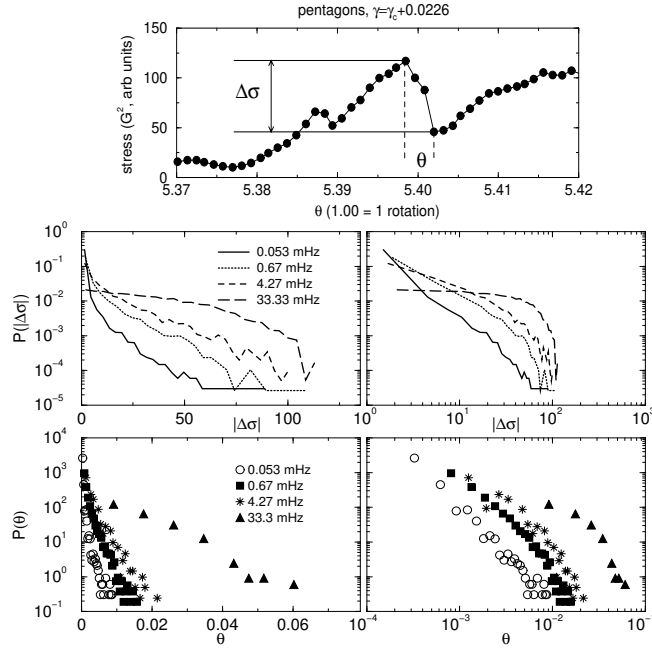 pentagons, γ=γc+0.0226
stress (G², arb units)
150
100
50
0
Δσ
θ
5.37 5.38 5.39 5.40 5.41 5.42
θ (1.00 = 1 rotation)
P(|Δσ|)
10⁰
10⁻¹
10⁻²
10⁻³
10⁻⁴
10⁻⁵
0.053 mHz
0.67 mHz
4.27 mHz
33.33 mHz
0 50 100
|Δσ|
10⁰ 10¹ 10² 10³
|Δσ|
P(θ)
10⁴
10³
10²
10¹
10⁰
10⁻¹
0.053 mHz
0.67 mHz
4.27 mHz
33.3 mHz
0 0.02 0.04 0.06
θ
10⁻⁴ 10⁻³ 10⁻² 10⁻¹
θ